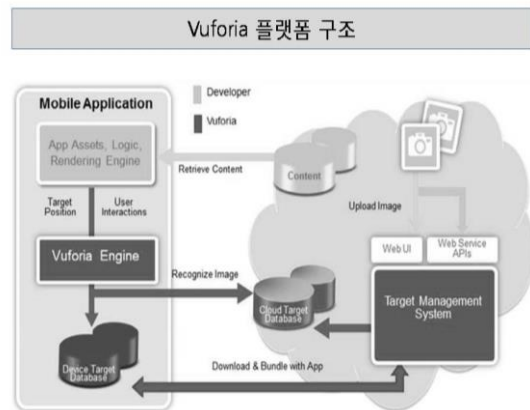 Vuforia 플랫폼 구조
Mobile Application
Developer
Vuforia
App Assets, Logic,
Rendering Engine
Retrieve Content
Content
Target
Position
User
Interactions
Upload Image
Vuforia Engine
Web UI
Web Service
APIs
Recognize Image
Cloud Target
Database
Target Management
System
Device Target
Database
Download & Bundle with App